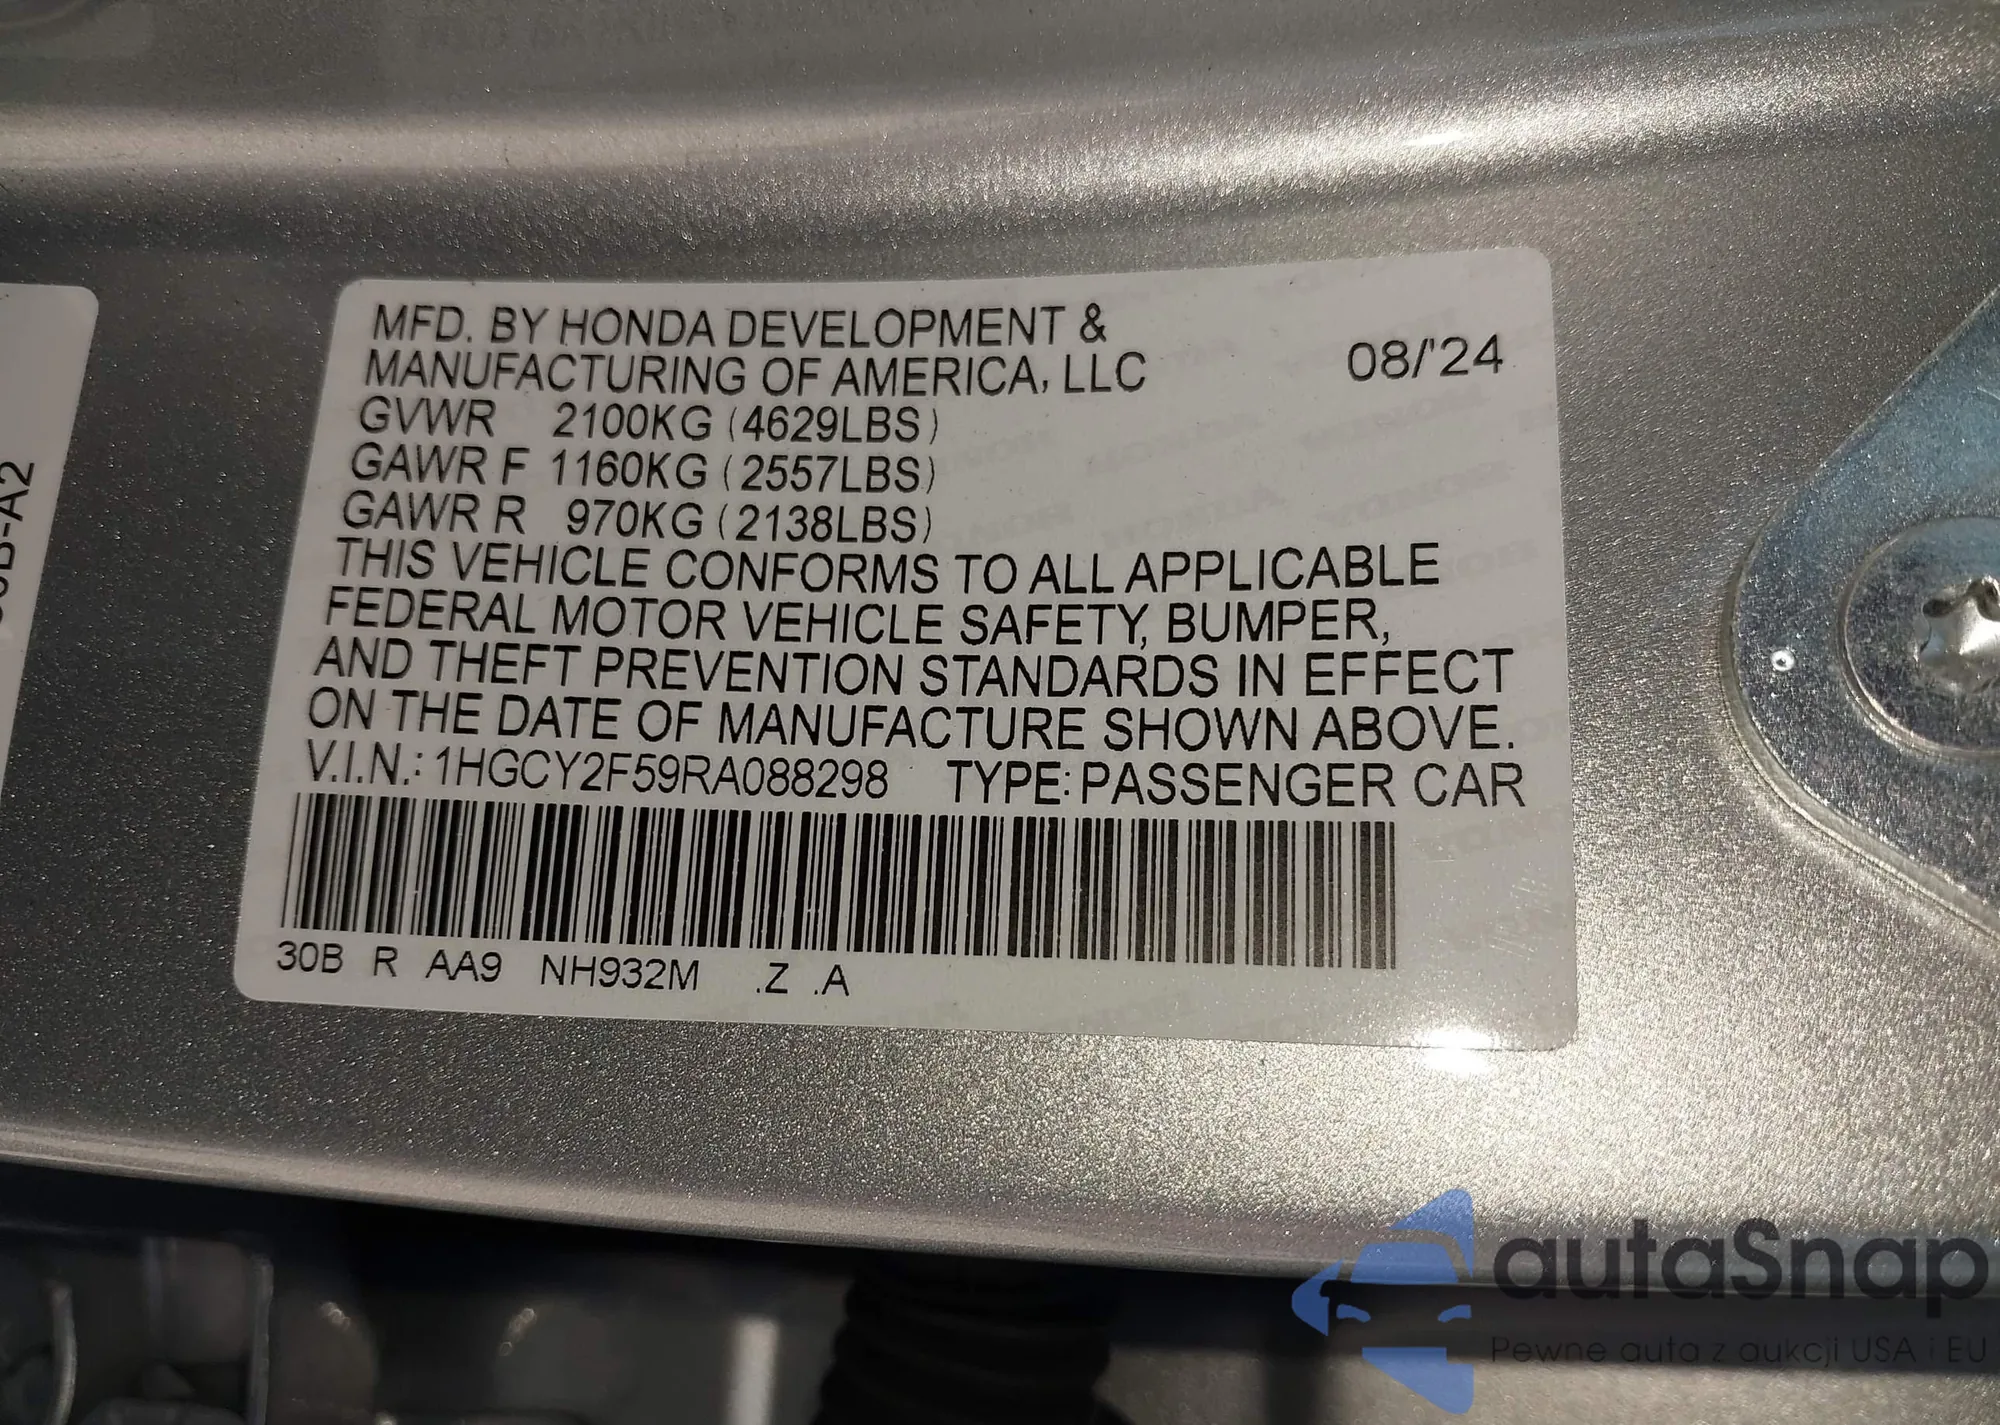 MFD. BY HONDA DEVELOPMENT &
MANUFACTURING OF AMERICA, LLC
08/'24
GVWR 2100KG (4629LBS)
GAWR F 1160KG (2557LBS)
GAWR R 970KG (2138LBS)
THIS VEHICLE CONFORMS TO ALL APPLICABLE
FEDERAL MOTOR VEHICLE SAFETY, BUMPER,
AND THEFT PREVENTION STANDARDS IN EFFECT
ON THE DATE OF MANUFACTURE SHOWN ABOVE.
V.I.N.: 1HGCY2F59RA088298 TYPE: PASSENGER CAR
30B R AA9 NH932M .Z .A
autaSnap
Pewne auta z aukcji USA i EU